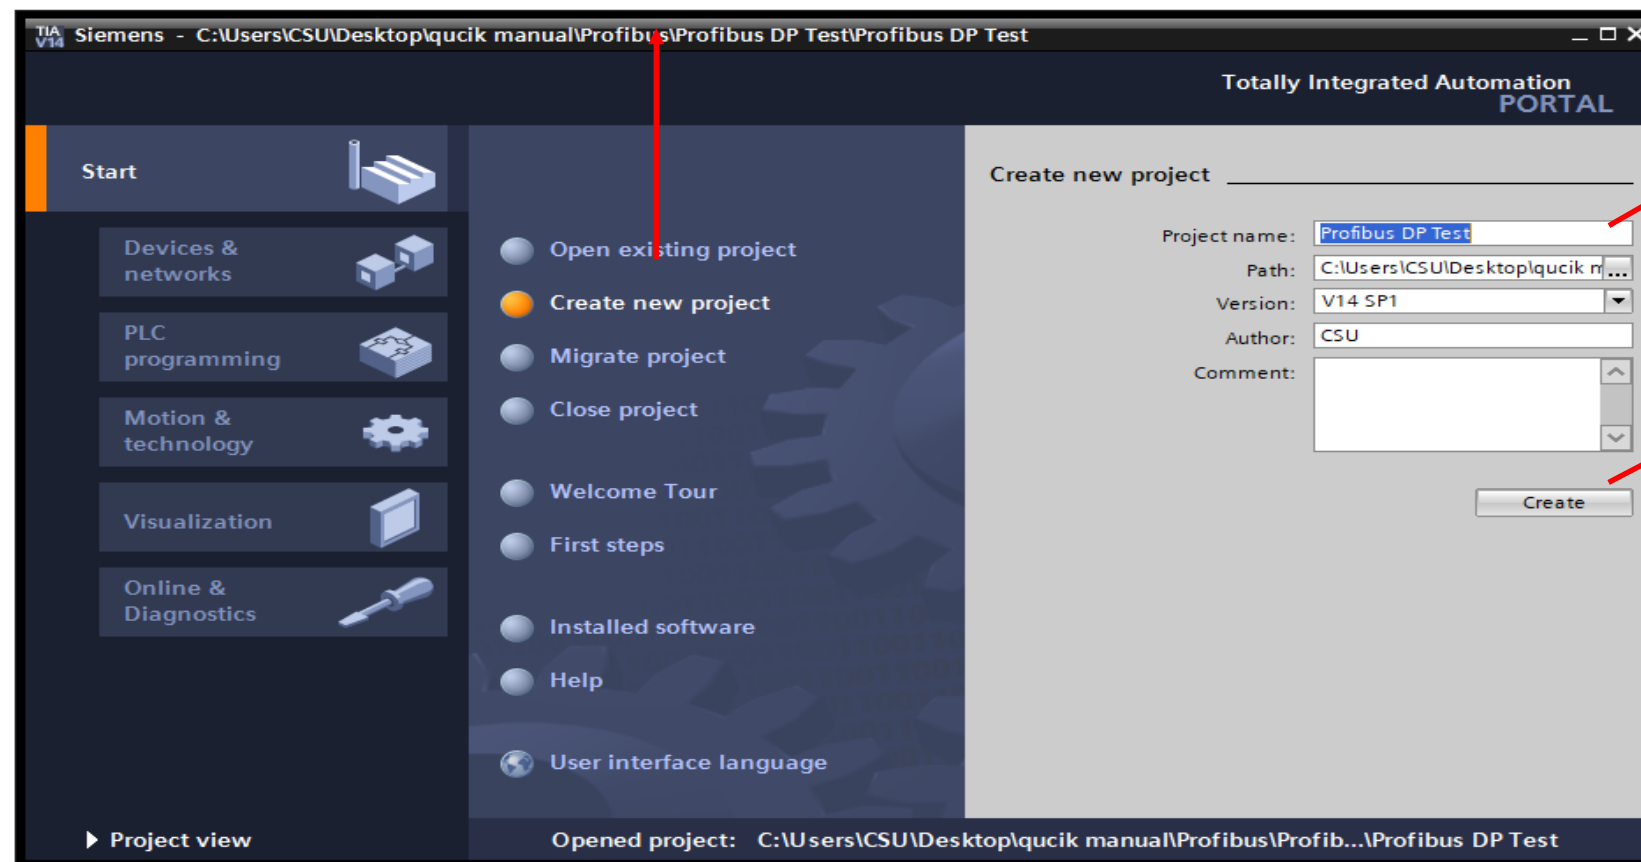 TIA V14 Siemens - C:\Users\CSU\Desktop\qucik manual\Profibus\Profibus DP Test\Profibus DP Test
Totally Integrated Automation
PORTAL
Start
Devices &
networks
PLC
programming
Motion &
technology
Visualization
Online &
Diagnostics
Project view
Open existing project
Create new project
Migrate project
Close project
Welcome Tour
First steps
Installed software
Help
User interface language
Create new project
Project name: Profibus DP Test
Path: C:\Users\CSU\Desktop\qucik m ...
Version: V14 SP1
Author: CSU
Comment:
Create
Opened project: C:\Users\CSU\Desktop\qucik manual\Profibus\Profib...\Profibus DP Test